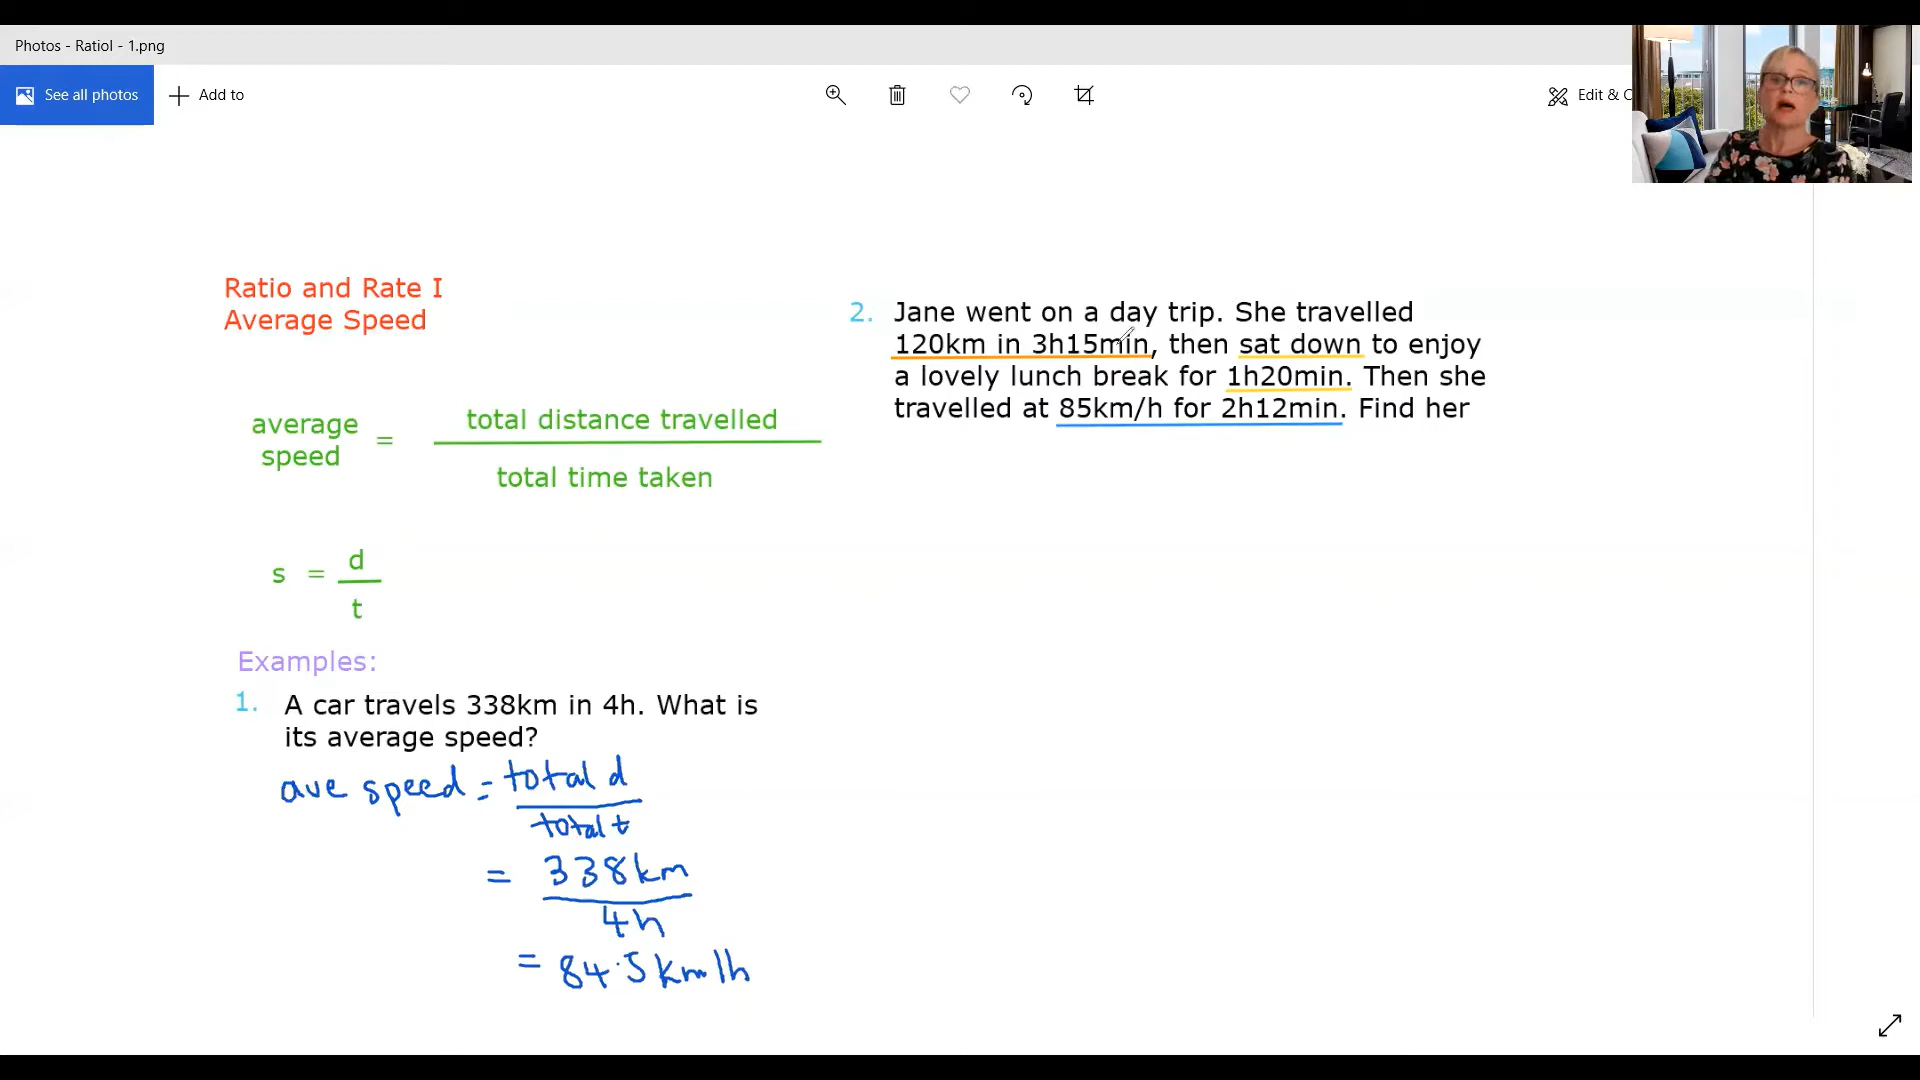 Photos - RatioI - 1.png
See all photos
Add to
Edit & C
Ratio and Rate I
Average Speed
average speed = total distance travelled
total time taken
s = d
t
Examples:
1. A car travels 338km in 4h. What is
its average speed?
ave speed = total d
total t
= 338km
4h
= 84.5km/h
2. Jane went on a day trip. She travelled
120km in 3h15min, then sat down to enjoy
a lovely lunch break for 1h20min. Then she
travelled at 85km/h for 2h12min. Find her